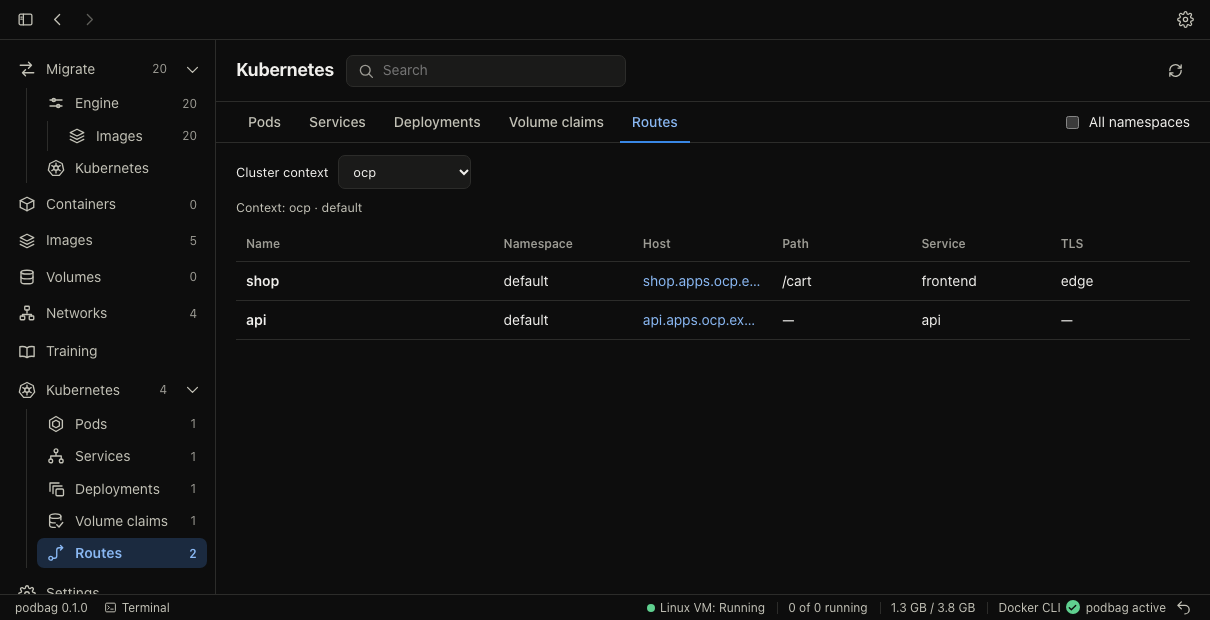 Migrate 20
Engine 20
Images 20
Kubernetes
Containers 0
Images 5
Volumes 0
Networks 4
Training
Kubernetes 4
Pods 1
Services 1
Deployments 1
Volume claims 1
Routes 2
Settings
Kubernetes Search
Pods Services Deployments Volume claims Routes All namespaces
Cluster context ocp
Context: ocp · default
Name Namespace Host Path Service TLS
shop default shop.apps.ocp.e... /cart frontend edge
api default api.apps.ocp.ex... — api —
podbag 0.1.0 Terminal Linux VM: Running 0 of 0 running 1.3 GB / 3.8 GB Docker CLI podbag active